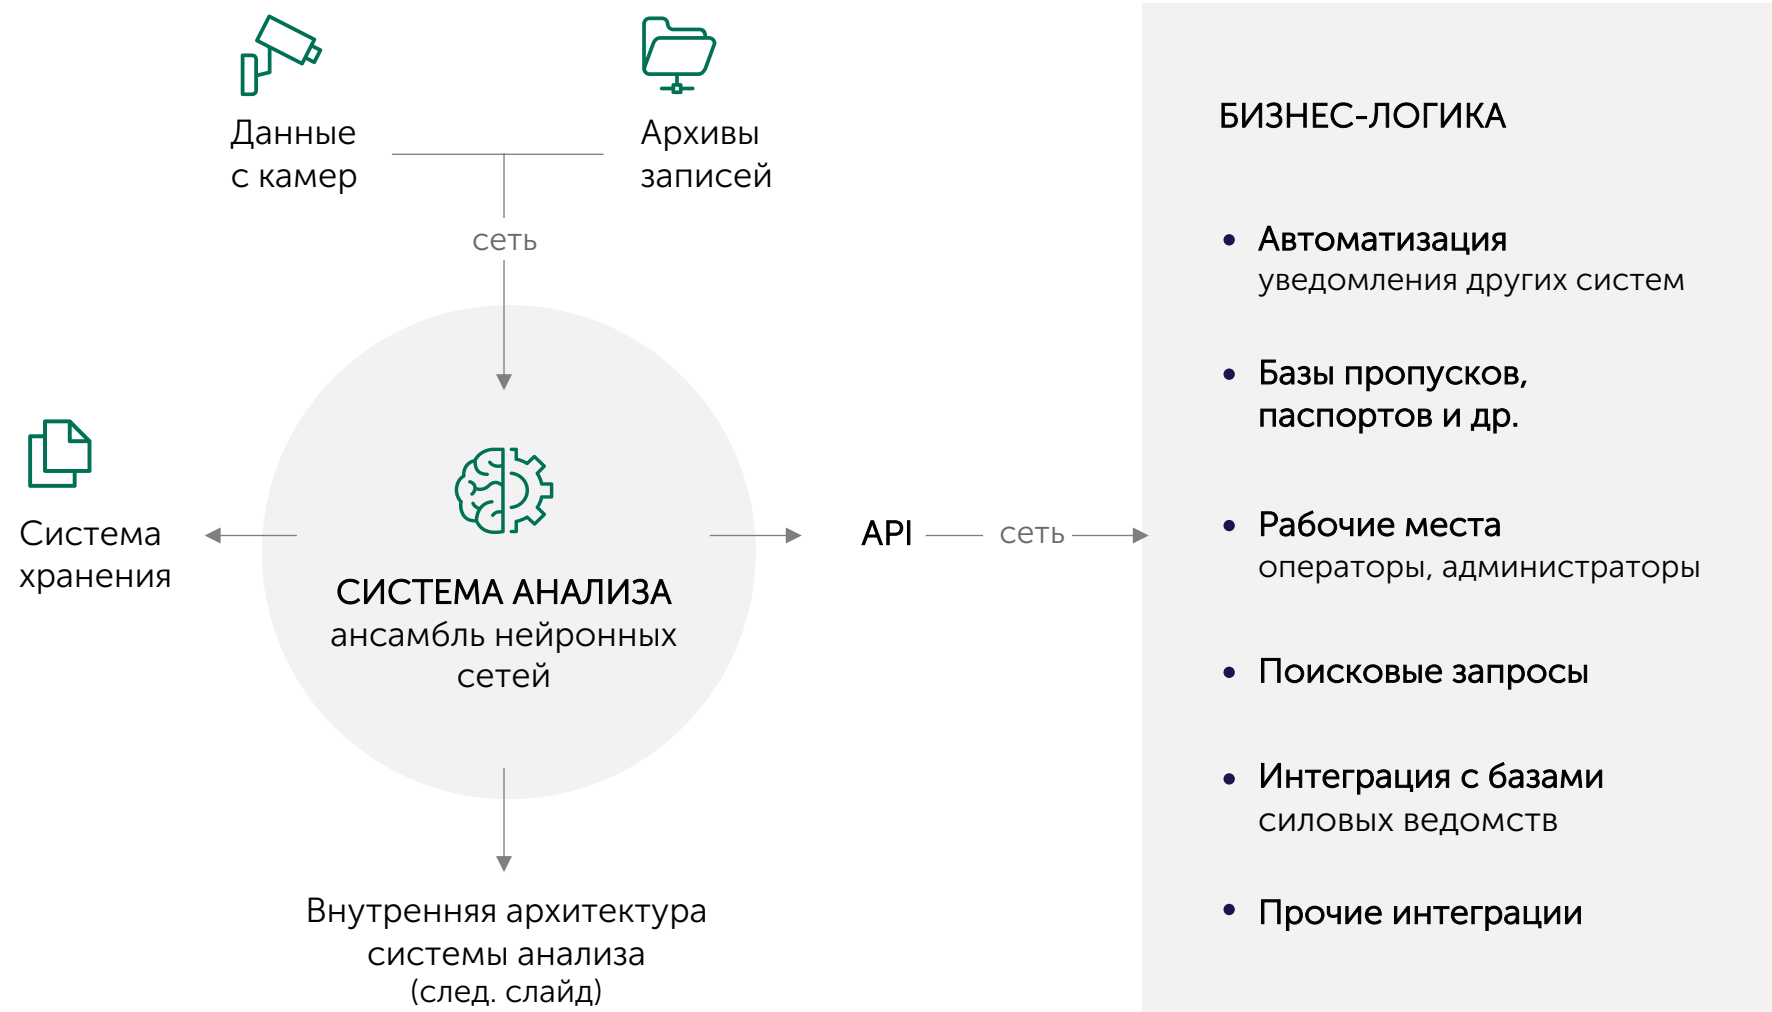 Данные
с камер
Архивы
записей
сеть
Система
хранения
СИСТЕМА АНАЛИЗА
ансамбль нейронных
сетей
API
сеть
Внутренняя архитектура
системы анализа
(след. слайд)
БИЗНЕС-ЛОГИКА
• Автоматизация
уведомления других систем
• Базы пропусков,
паспортов и др.
• Рабочие места
операторы, администраторы
• Поисковые запросы
• Интеграция с базами
силовых ведомств
• Прочие интеграции